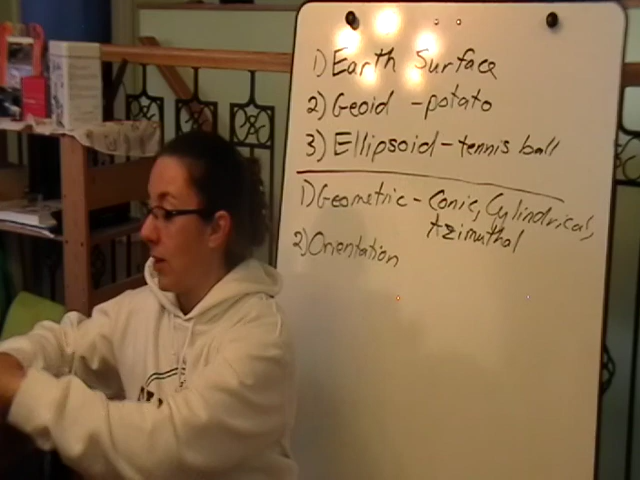 1) Earth Surface
2) Geoid - potato
3) Ellipsoid - tennis ball
1) Geometric - Conic, Cylindrical,
Azimuthal
2) Orientation